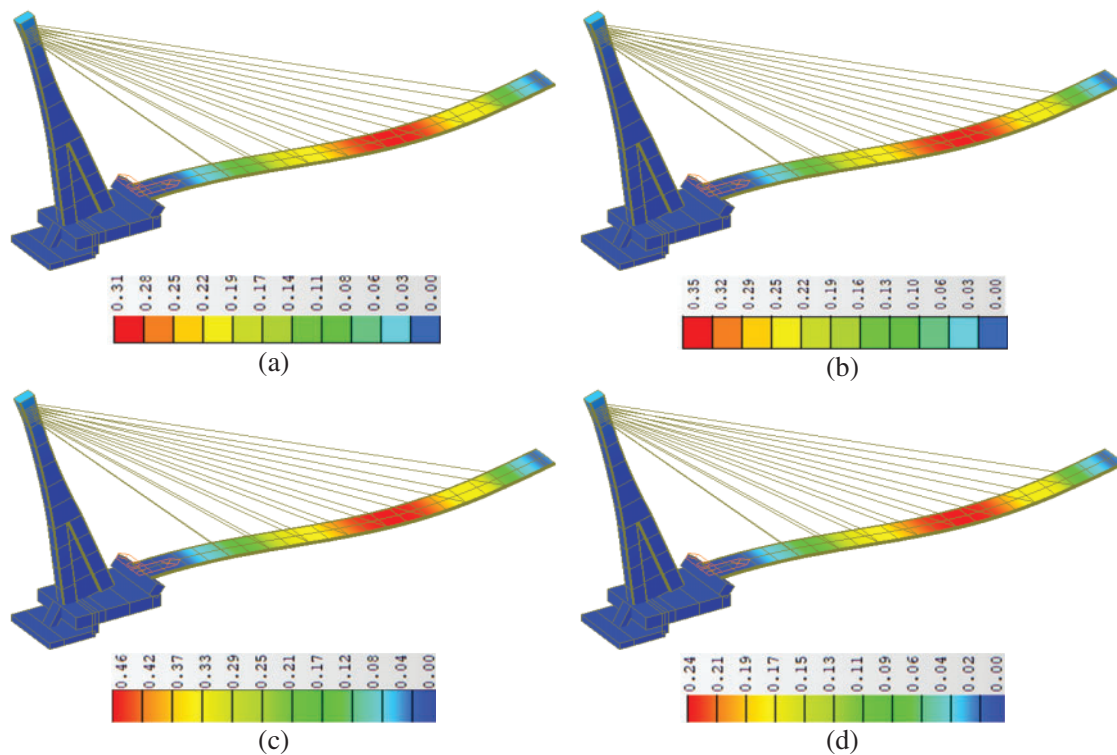 0.31 0.28 0.25 0.22 0.19 0.17 0.14 0.11 0.08 0.06 0.03 0.00
(a)
0.35 0.32 0.29 0.25 0.22 0.19 0.16 0.13 0.10 0.06 0.03 0.00
(b)
0.46 0.42 0.37 0.33 0.29 0.25 0.21 0.17 0.12 0.08 0.04 0.00
(c)
0.24 0.21 0.19 0.17 0.15 0.13 0.11 0.09 0.06 0.04 0.02 0.00
(d)